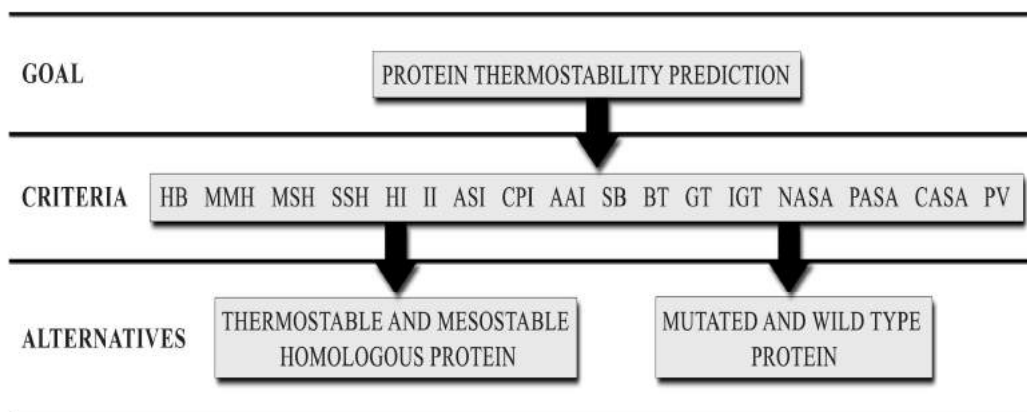 GOAL
PROTEIN THERMOSTABILITY PREDICTION
CRITERIA
HB MMH MSH SSH HI II ASI CPI AAI SB BT GT IGT NASA PASA CASA PV
ALTERNATIVES
THERMOSTABLE AND MESOSTABLE
HOMOLOGOUS PROTEIN
MUTATED AND WILD TYPE
PROTEIN